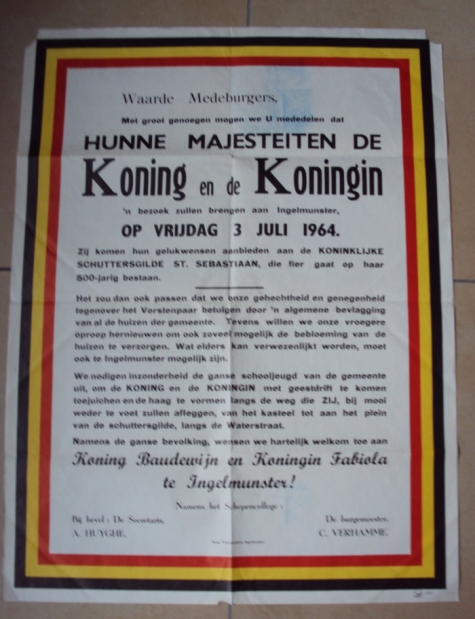 Waarde Medeburgers,
Met groot genoegen mogen we U mededelen dat
HUNNE MAJESTEITEN DE
Koning en de Koningin
'n bezoek zullen brengen aan Ingelmunster,
OP VRIJDAG 3 JULI 1964.
Zij komen hun gelukwensen aanbieden aan de KONINKLIJKE
SCHUTTERSGILDE ST. SEBASTIAAN, die fier gaat op haar
500-jarig bestaan.
Het zou dan ook passen dat we onze gehechtheid en genegenheid
tegenover het Vorstenpaar betuigen door 'n algemene bevlagging
van al de huizen der gemeente. Tevens willen we onze vroegere
oproep hernieuwen om ook zoveel mogelijk de bebloeming van de
huizen te verzorgen. Wat elders kan verwezenlijkt worden, moet
ook te Ingelmunster mogelijk zijn.
We nodigen inzonderheid de ganse schooljeugd van de gemeente
uit, om de KONING en de KONINGIN met geestdrift te komen
toejuichen en de haag te vormen langs de weg die ZIJ, bij mooi
weder te voet zullen afleggen, van het kasteel tot aan het plein
van de schuttersgilde, langs de Waterstraat.
Namens de ganse bevolking, wensen we hartelijk welkom toe aan
Koning Baudewijn en Koningin Fabiola
te Ingelmunster!
Namens het Schepencollege:
Bij bevel: De Secretaris, De burgemeester,
A. HUYGHE. C. VERHAMME.